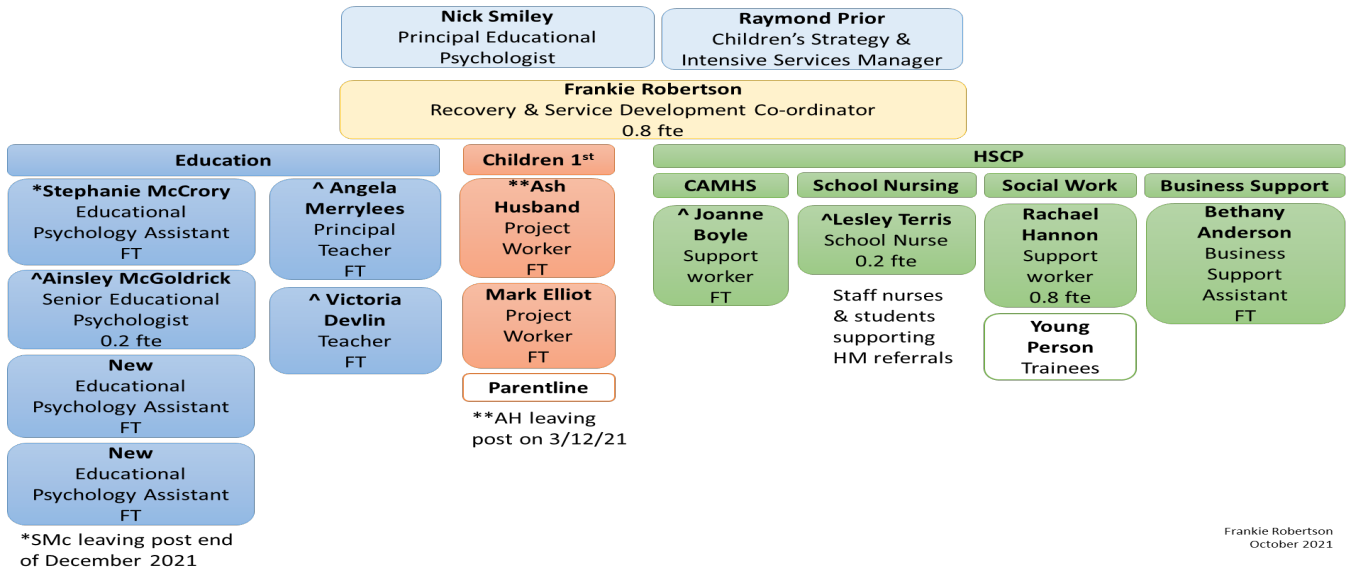 Nick Smiley
Principal Educational
Psychologist
Raymond Prior
Children’s Strategy &
Intensive Services Manager
Frankie Robertson
Recovery & Service Development Co-ordinator
0.8 fte
Education
*Stephanie McCrory
Educational
Psychology Assistant
FT
^Ainsley McGoldrick
Senior Educational
Psychologist
0.2 fte
New
Educational
Psychology Assistant
FT
New
Educational
Psychology Assistant
FT
*SMc leaving post end
of December 2021
^ Angela
Merrylees
Principal
Teacher
FT
^ Victoria
Devlin
Teacher
FT
Children 1st
**Ash
Husband
Project
Worker
FT
Mark Elliot
Project
Worker
FT
Parentline
**AH leaving
post on 3/12/21
HSCP
CAMHS
^ Joanne
Boyle
Support
worker
FT
School Nursing
^Lesley Terris
School Nurse
0.2 fte
Staff nurses
& students
supporting
HM referrals
Social Work
Rachael
Hannon
Support
worker
0.8 fte
Young
Person
Trainees
Business Support
Bethany
Anderson
Business
Support
Assistant
FT
Frankie Robertson
October 2021